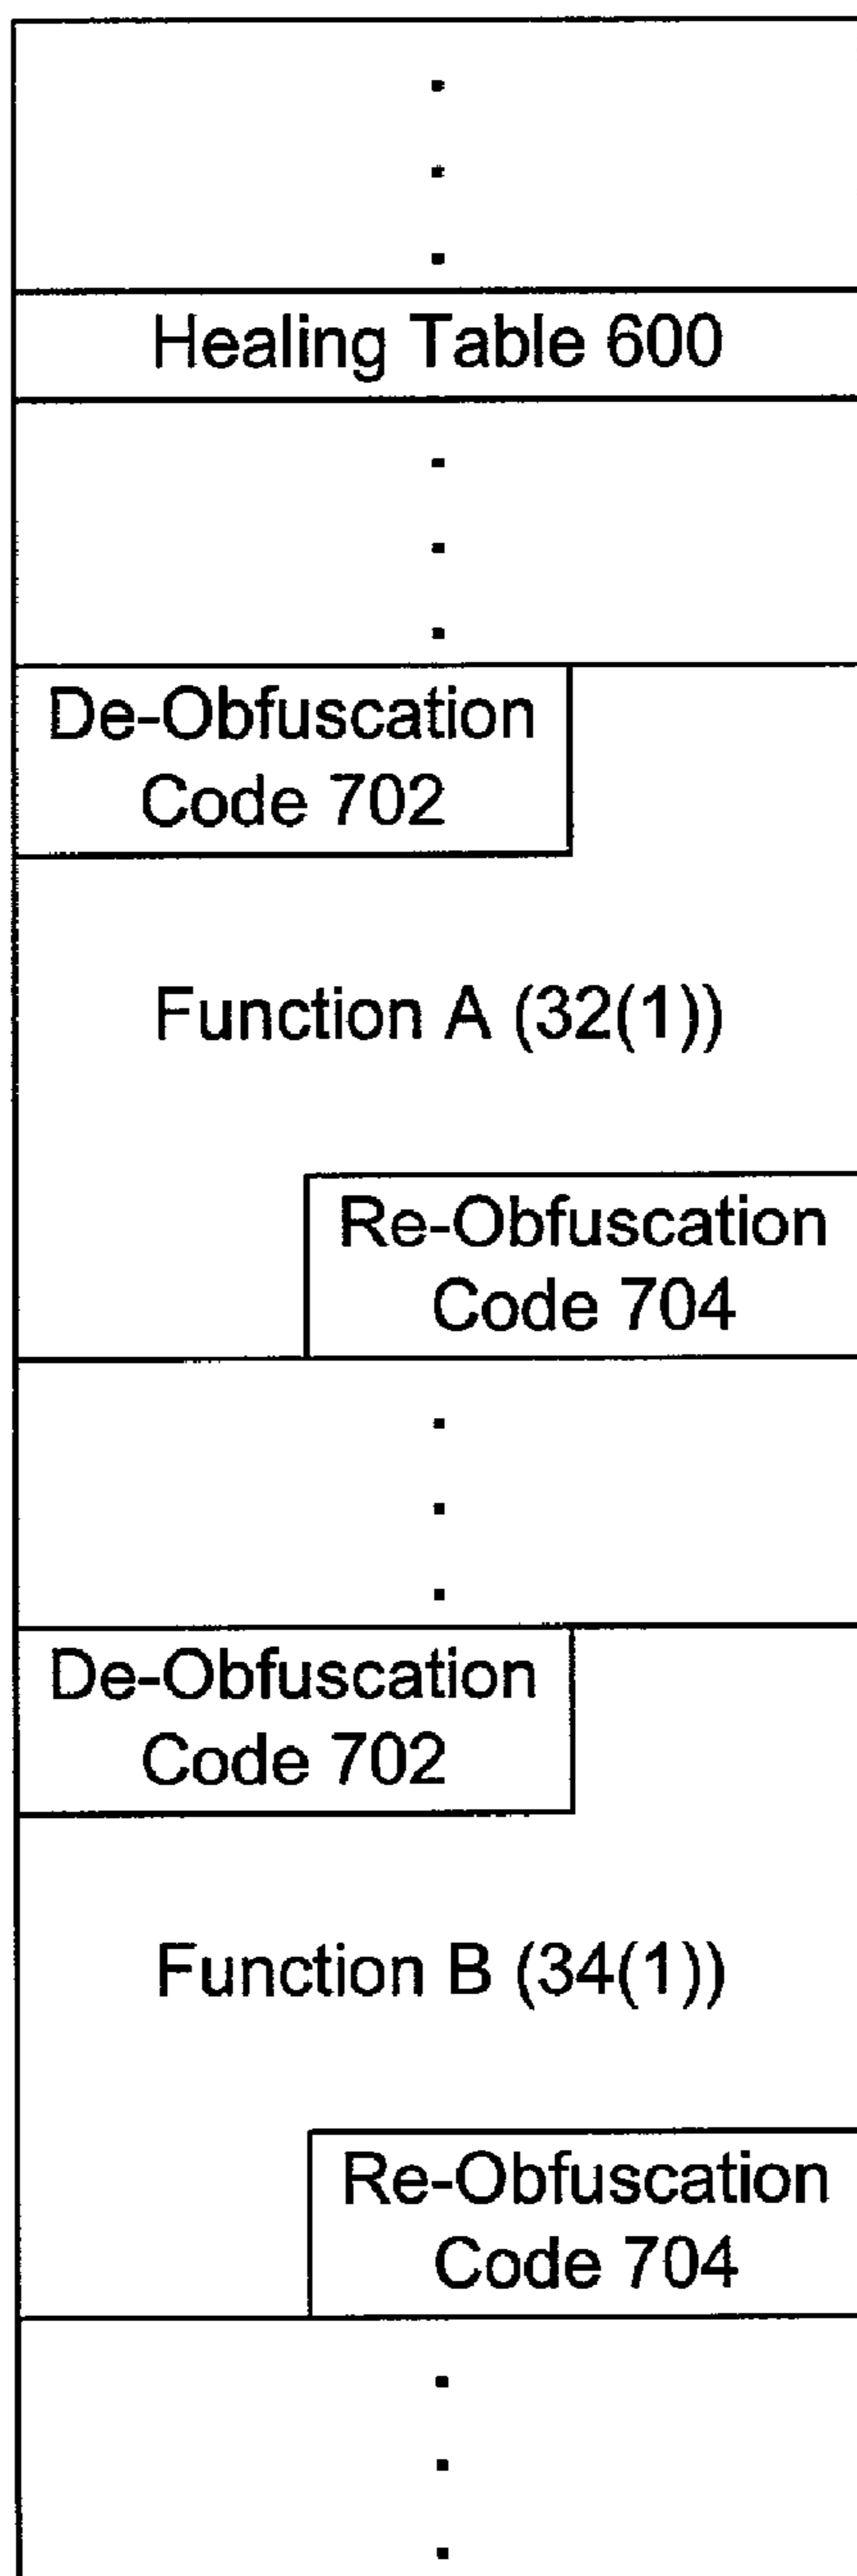 Healing Table 600
De-Obfuscation
Code 702
Function A (32(1))
Re-Obfuscation
Code 704
De-Obfuscation
Code 702
Function B (34(1))
Re-Obfuscation
Code 704